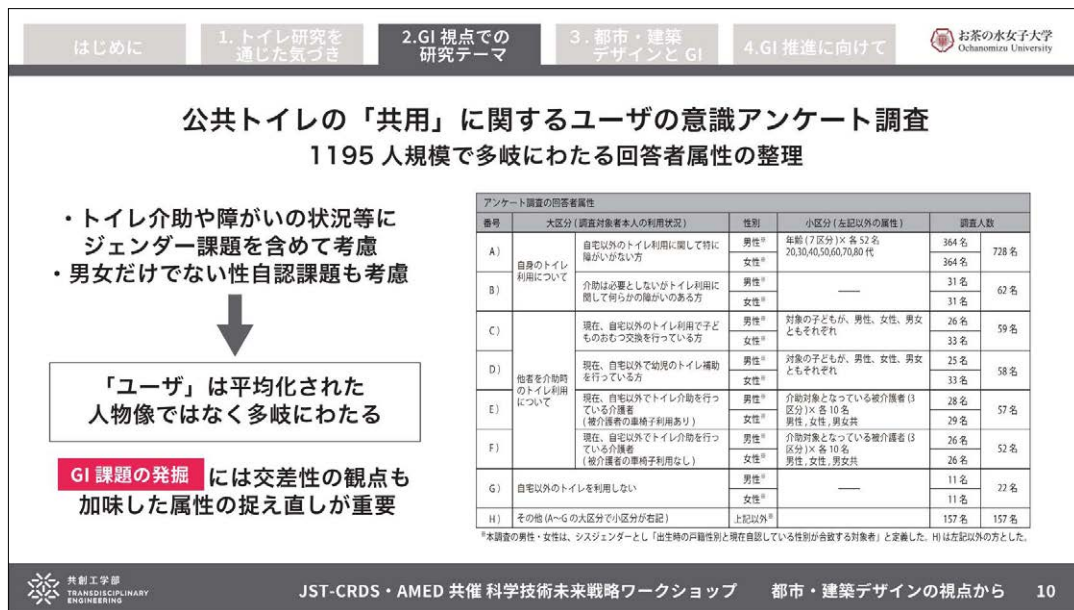 はじめに
1.トイレ研究を
通じた気づき
2.GI 視点での
研究テーマ
3.都市・建築
デザインと GI
4.GI 推進に向けて
お茶の水女子大学
Ochanomizu University
公共トイレの「共用」に関するユーザの意識アンケート調査
1195 人規模で多岐にわたる回答者属性の整理
・トイレ介助や障がいの状況等に
ジェンダー課題を含めて考慮
・男女だけでない性自認課題も考慮
「ユーザ」は平均化された
人物像ではなく多岐にわたる
GI 課題の発掘 には交差性の観点も
加味した属性の捉え直しが重要
アンケート調査の回答者属性
番号 大区分(調査対象者本人の利用状況) 性別 小区分(左記以外の属性) 調査人数
A) 自身のトイレ
利用について
自宅以外のトイレ利用に関して特に
障がいがない方
男性※ 年齢(7区分)× 各 52名
20,30,40,50,60,70,80 代
364 名 728 名
女性※ 364 名
B) 介助は必要としないがトイレ利用に
関して何らかの障がいのある方
男性※ —— 31 名 62 名
女性※ 31 名
C) 他者を介助時
のトイレ利用
について
現在、自宅以外のトイレ利用で子ど
ものおむつ交換を行っている方
男性※ 対象の子どもが、男性、女性、男女
ともそれぞれ
26 名 59 名
女性※ 33 名
D) 現在、自宅以外で幼児のトイレ補助
を行っている方
男性※ 対象の子どもが、男性、女性、男女
ともそれぞれ
25 名 58 名
女性※ 33 名
E) 現在、自宅以外でトイレ介助を行っ
ている介護者
(被介護者の車椅子利用あり)
男性※ 介助対象となっている被介護者(3
区分)× 各 10 名
男性,女性,男女共
28 名 57 名
女性※ 29 名
F) 現在、自宅以外でトイレ介助を行っ
ている介護者
(被介護者の車椅子利用なし)
男性※ 介助対象となっている被介護者(3
区分)× 各 10 名
男性,女性,男女共
26 名 52 名
女性※ 26 名
G) 自宅以外のトイレを利用しない 男性※ —— 11 名 22 名
女性※ 11 名
H) その他(A〜G の大区分で小区分が右記) 上記以外※ 157 名 157 名
※本調査の男性・女性は、シスジェンダーとし「出生時の戸籍性別と現在自認している性別が合致する対象者」と定義した。H)は左記以外の方とした。
共創工学部
TRANSDISCIPLINARY
ENGINEERING
JST-CRDS・AMED 共催 科学技術未来戦略ワークショップ 都市・建築デザインの視点から 10